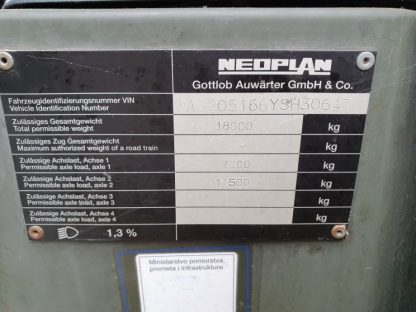 NEOPLAN
Gottlob Auwärter GmbH & Co.
Fahrzeugidentifizierungsnummer VIN
Vehicle Identification Number
Zulässiges Gesamtgewicht
Total permissible weight
18000 kg
Zulässiges Zug Gesamtgewicht
Maximum authorized weight of a road train
kg
Zulässige Achslast, Achse 1
Permissible axle load, axle 1
kg
Zulässige Achslast, Achse 2
Permissible axle load, axle 2
11500 kg
Zulässige Achslast, Achse 3
Permissible axle load, axle 3
kg
Zulässige Achslast, Achse 4
Permissible axle load, axle 4
kg
1,3 %
Ministarstvo pomorstva,
prometa i infrastrukture